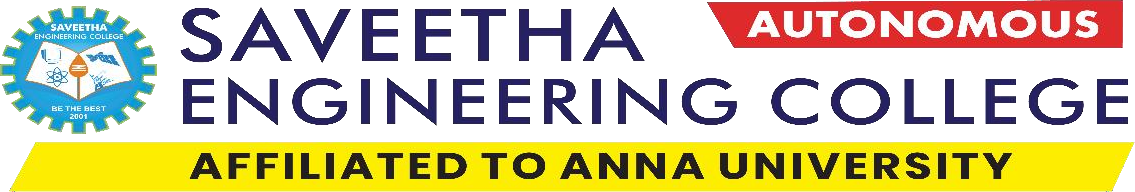 SAVEETHA
ENGINEERING COLLEGE
BE THE BEST
2001
SAVEETHA
ENGINEERING COLLEGE
AUTONOMOUS
AFFILIATED TO ANNA UNIVERSITY